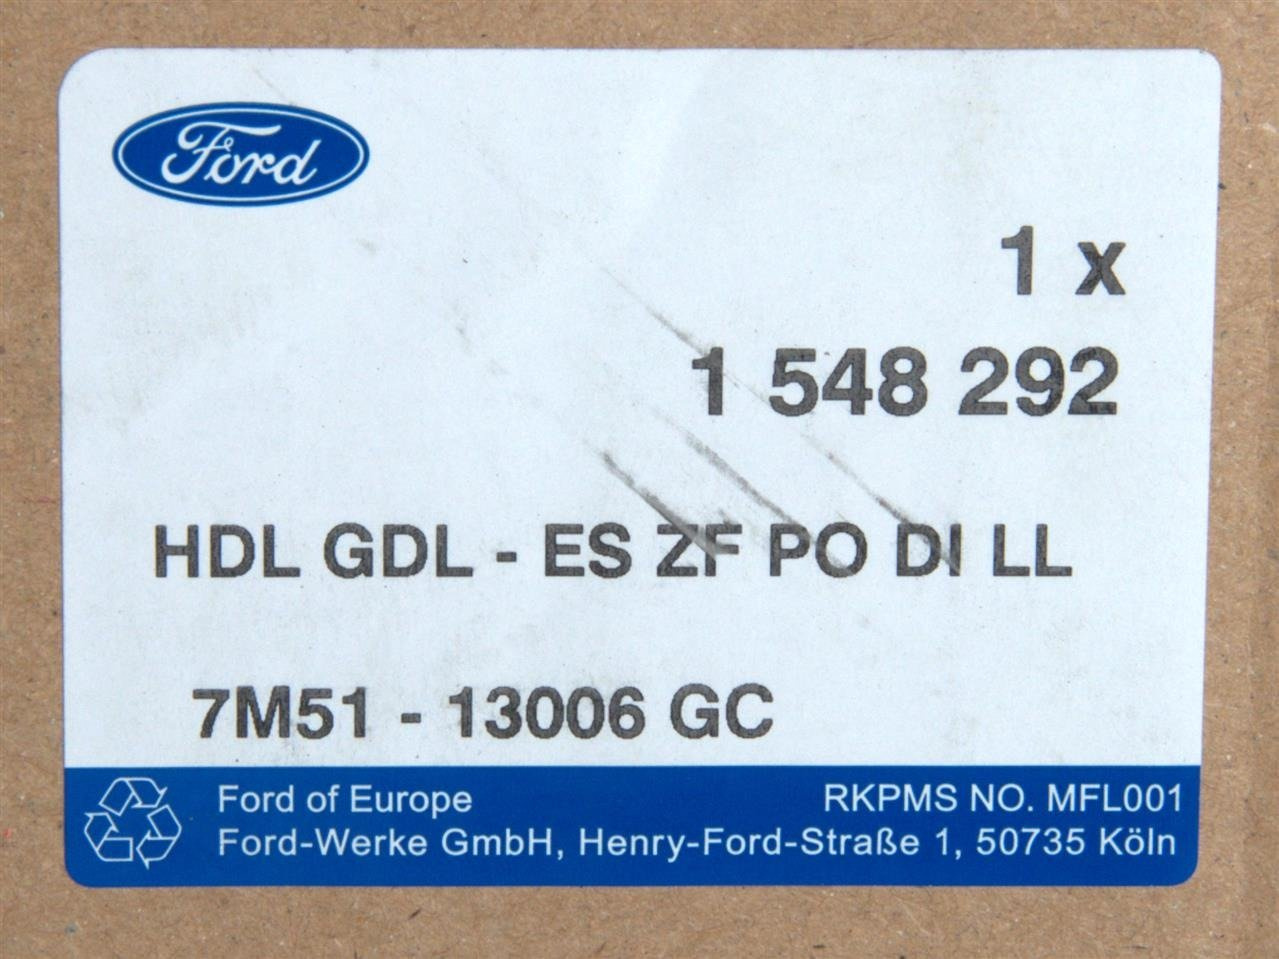 Ford
1 x
1 548 292
HDL GDL - ES ZF PO DI LL
7M51 - 13006 GC
Ford of Europe
RKPMS NO. MFL001
Ford-Werke GmbH, Henry-Ford-Straße 1, 50735 Köln